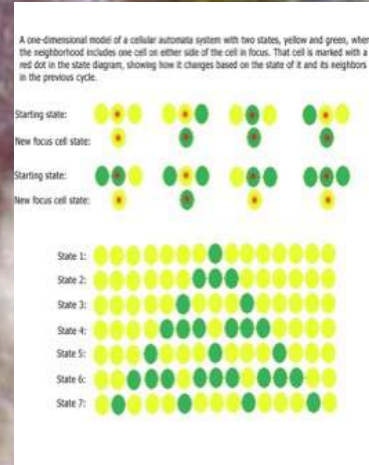 A one-dimensional model of a cellular automata system with two states, yellow and green, wher
the neighborhood includes one cell on either side of the cell in focus. That cell is marked with a
red dot in the state diagram, showing how it changes based on the state of it and its neighbors
in the previous cycle.
Starting state:
New focus cell state:
Starting state:
New focus cell state:
State 1:
State 2:
State 3:
State 4:
State 5:
State 6:
State 7: